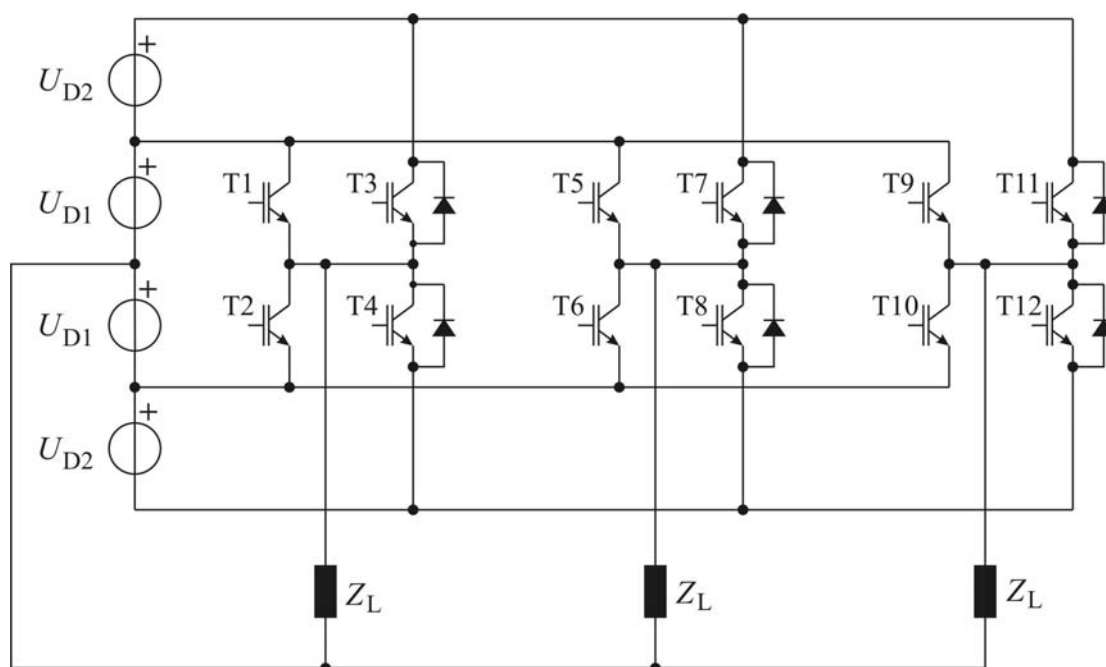 +
U_D2
+
U_D1
T1 T3 T5 T7 T9 T11
+
U_D1
T2 T4 T6 T8 T10 T12
+
U_D2
Z_L Z_L Z_L